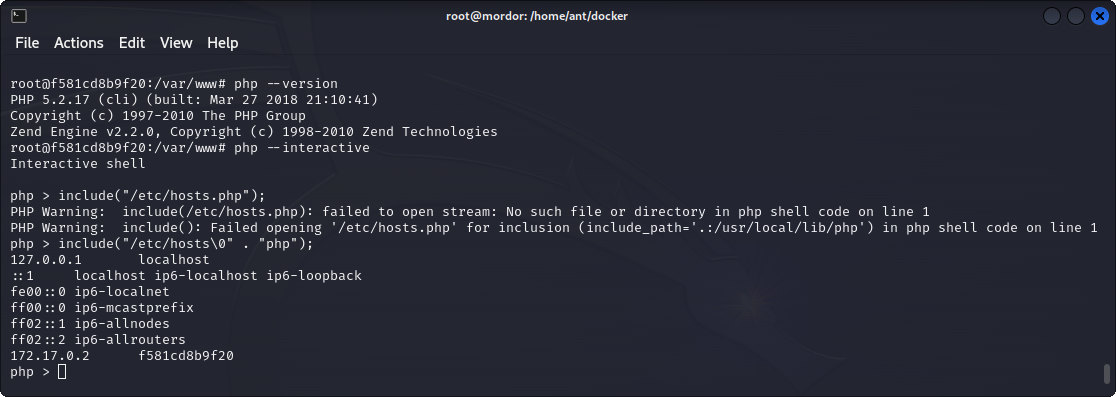 root@mordor: /home/ant/docker
File Actions Edit View Help
root@f581cd8b9f20:/var/www# php --version
PHP 5.2.17 (cli) (built: Mar 27 2018 21:10:41)
Copyright (c) 1997-2010 The PHP Group
Zend Engine v2.2.0, Copyright (c) 1998-2010 Zend Technologies
root@f581cd8b9f20:/var/www# php --interactive
Interactive shell
php > include("/etc/hosts.php");
PHP Warning:  include(/etc/hosts.php): failed to open stream: No such file or directory in php shell code on line 1
PHP Warning:  include(): Failed opening '/etc/hosts.php' for inclusion (include_path='.:/usr/local/lib/php') in php shell code on line 1
php > include("/etc/hosts\0" . "php");
127.0.0.1       localhost
::1     localhost ip6-localhost ip6-loopback
fe00::0 ip6-localnet
ff00::0 ip6-mcastprefix
ff02::1 ip6-allnodes
ff02::2 ip6-allrouters
172.17.0.2      f581cd8b9f20
php >